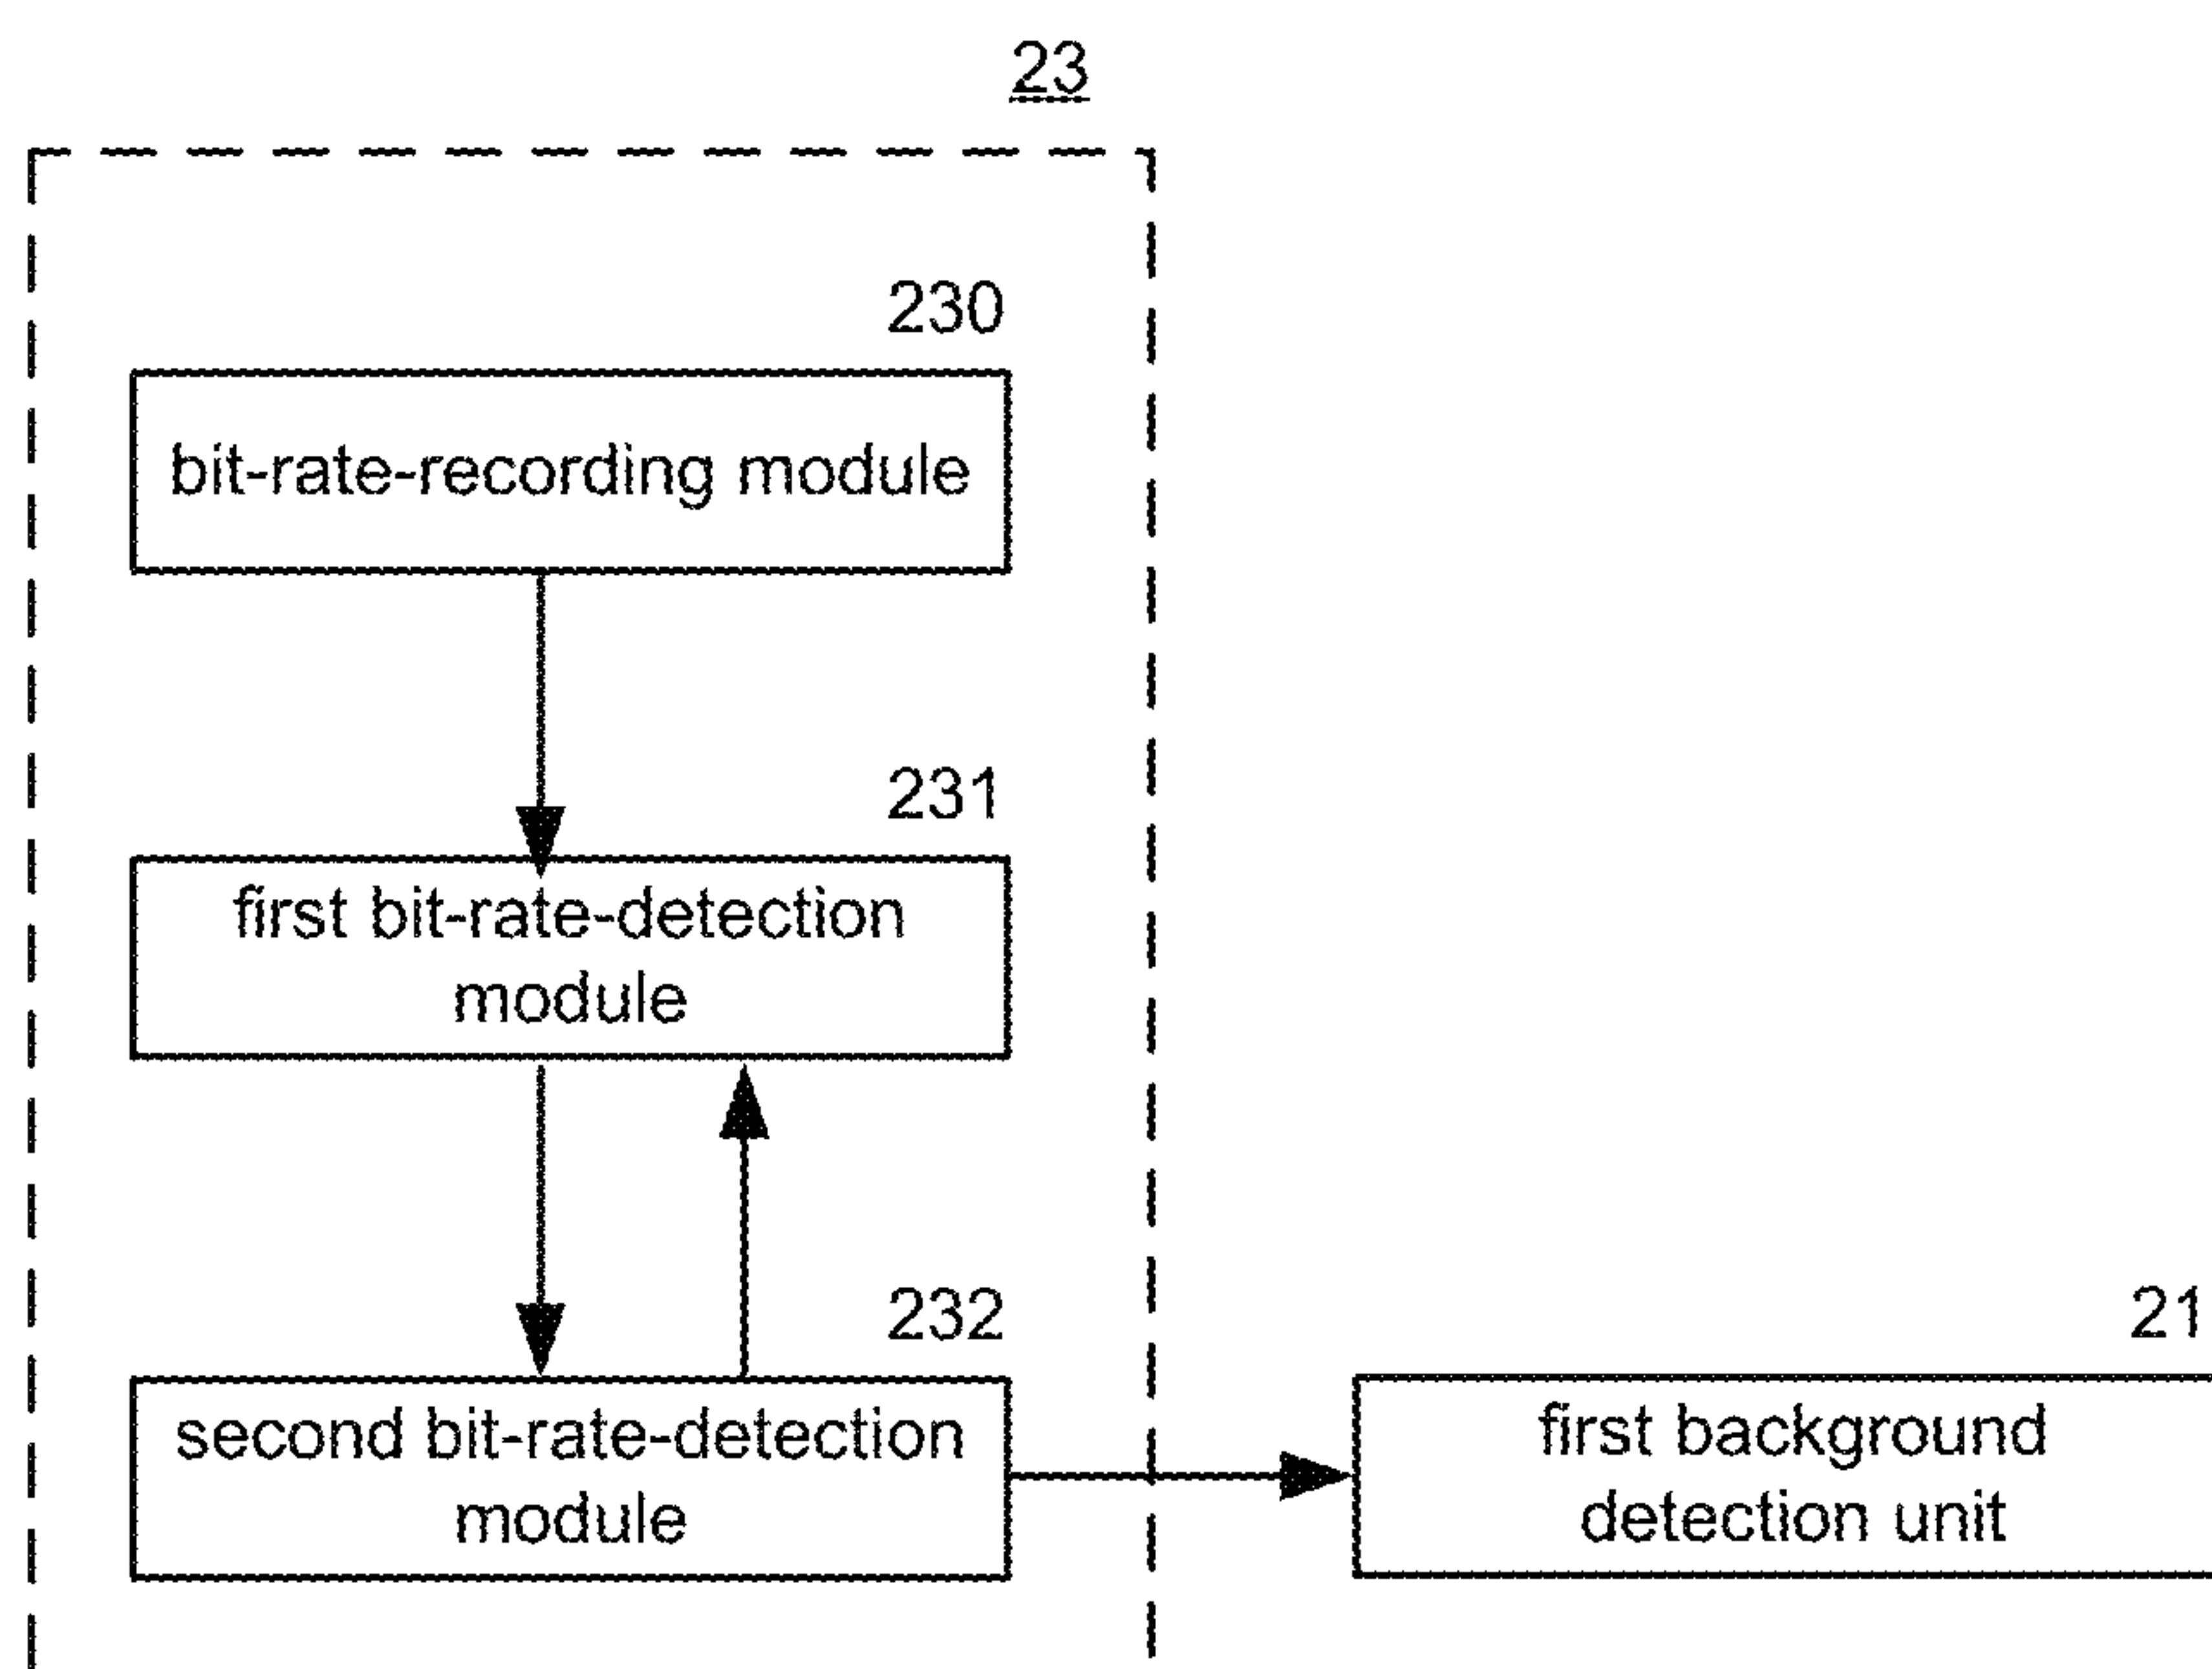 23
230
bit-rate-recording module
231
first bit-rate-detection
module
232
second bit-rate-detection
module
21
first background
detection unit